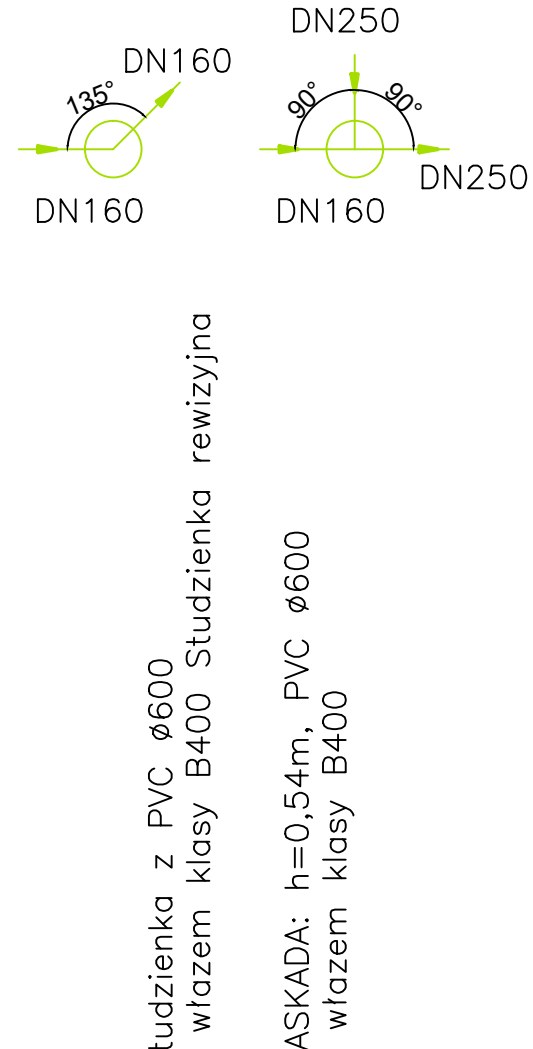 DN160
135°
DN160
DN250
90°
90°
DN250
DN160
tudzienka z PVC ø600
włazem klasy B400 Studzienka rewizyjna
ASKADA: h=0,54m, PVC ø600
włazem klasy B400